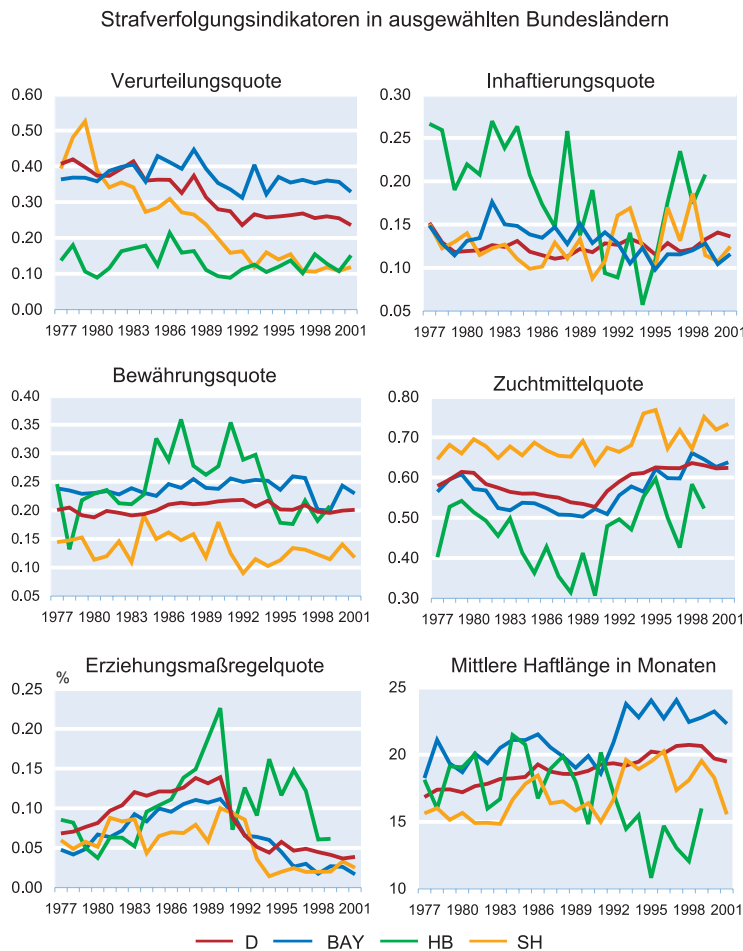 Strafverfolgungsindikatoren in ausgewählten Bundesländern
Verurteilungsquote
0.60
0.50
0.40
0.30
0.20
0.10
0.00
1977 1980 1983 1986 1989 1992 1995 1998 2001
Inhaftierungsquote
0.30
0.25
0.20
0.15
0.10
0.05
1977 1980 1983 1986 1989 1992 1995 1998 2001
Bewährungsquote
0.40
0.35
0.30
0.25
0.20
0.15
0.10
0.05
1977 1980 1983 1986 1989 1992 1995 1998 2001
Zuchtmittelquote
0.80
0.70
0.60
0.50
0.40
0.30
1977 1980 1983 1986 1989 1992 1995 1998 2001
Erziehungsmaßregelquote
%
0.25
0.20
0.15
0.10
0.05
0.00
1977 1980 1983 1986 1989 1992 1995 1998 2001
Mittlere Haftlänge in Monaten
25
20
15
10
1977 1980 1983 1986 1989 1992 1995 1998 2001
D BAY HB SH